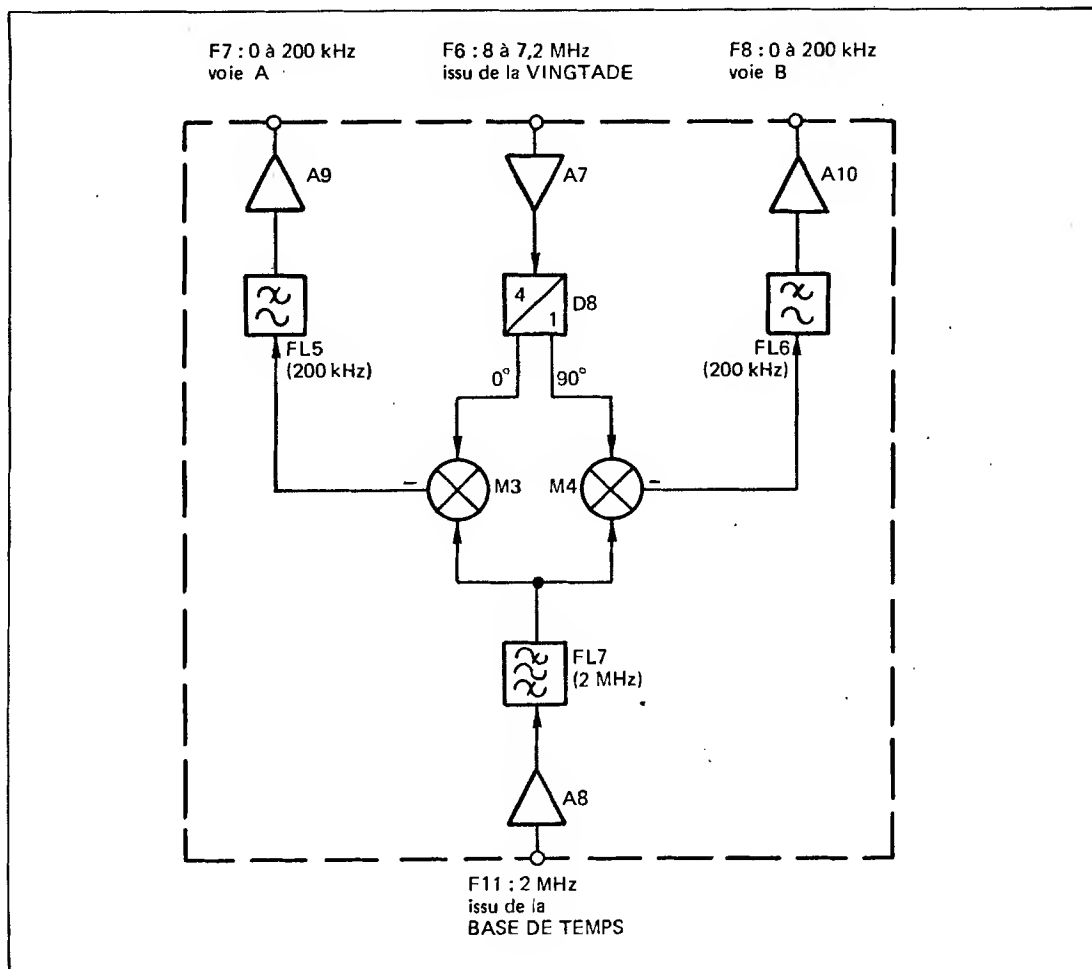 F7 : 0 à 200 kHz
voie A
F6 : 8 à 7,2 MHz
issu de la VINGTADE
F8 : 0 à 200 kHz
voie B
A9
A7
A10
4
1
D8
FL5
(200 kHz)
FL6
(200 kHz)
0°
90°
-
M3
M4
-
FL7
(2 MHz)
A8
F11 : 2 MHz
issu de la
BASE DE TEMPS